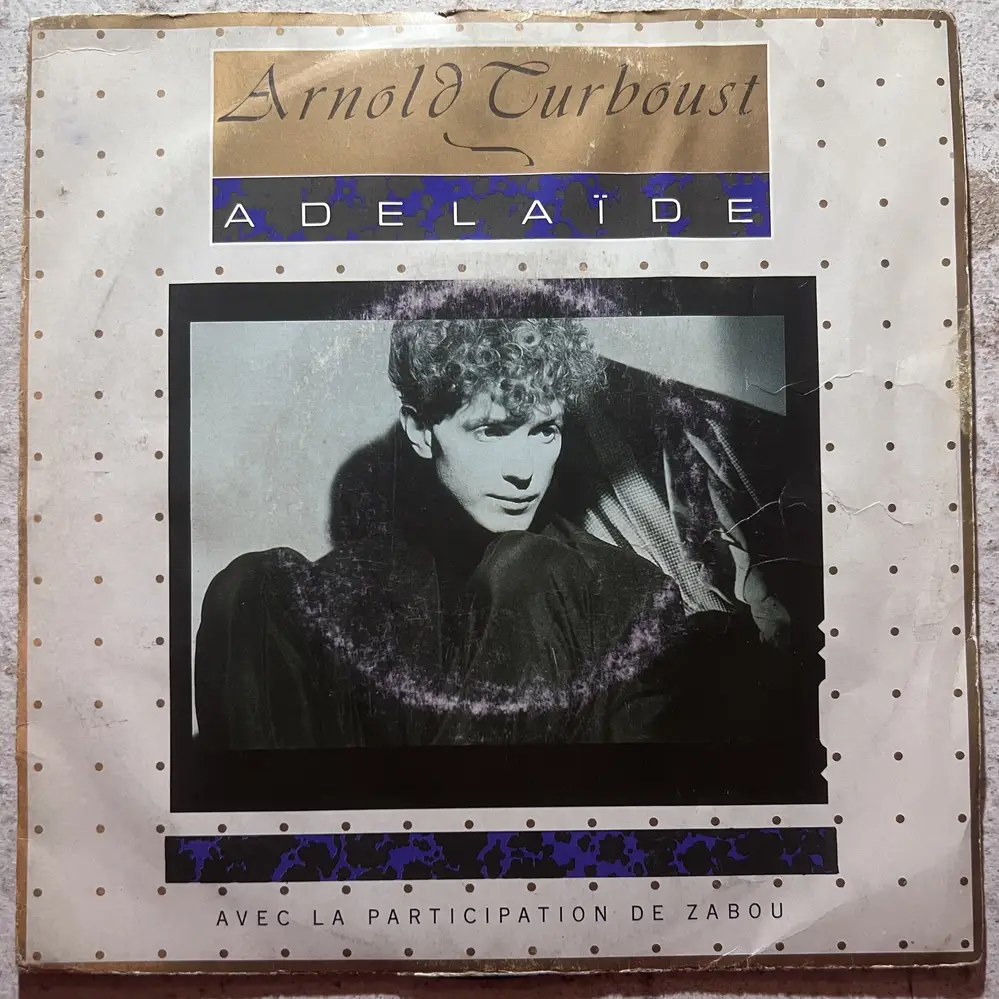 Arnold Turboust
ADELAÏDE
AVEC LA PARTICIPATION DE ZABOU